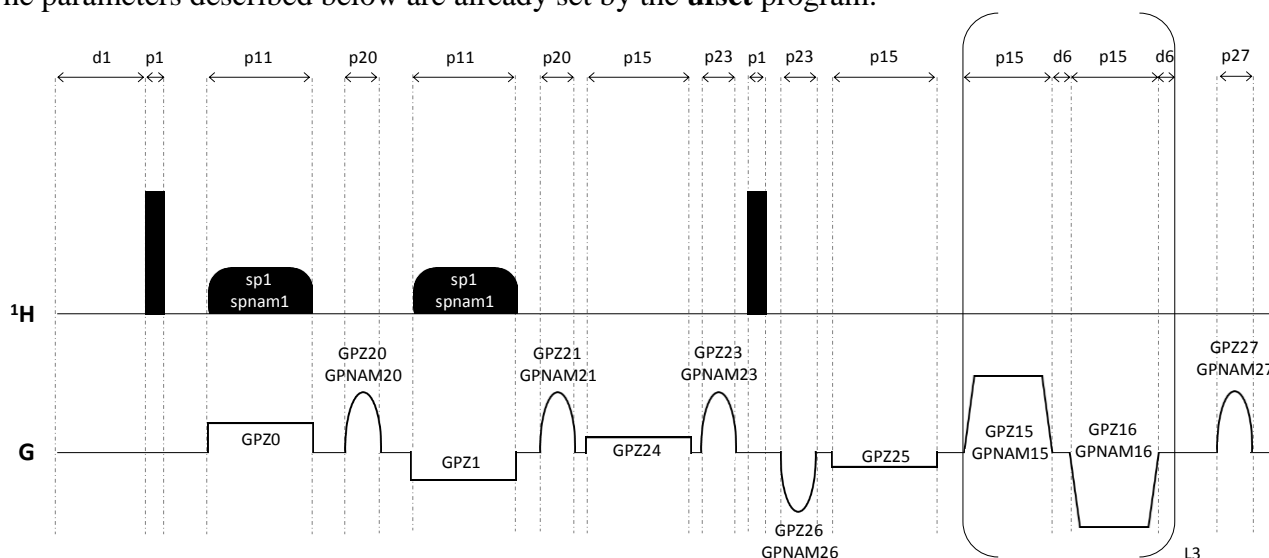 The parameters described below are already set by the ufset program.
d1 p1 p11 p20 p11 p20 p15 p23 p1 p23 p15 p15 d6 p15 d6 p27
sp1
spnam1
sp1
spnam1
¹H
GPZ20
GPNAM20
GPZ21
GPNAM21
GPZ23
GPNAM23
GPZ27
GPNAM27
G
GPZ0
GPZ1
GPZ24
GPZ25
GPZ15
GPNAM15
GPZ16
GPNAM16
GPZ26
GPNAM26
L3